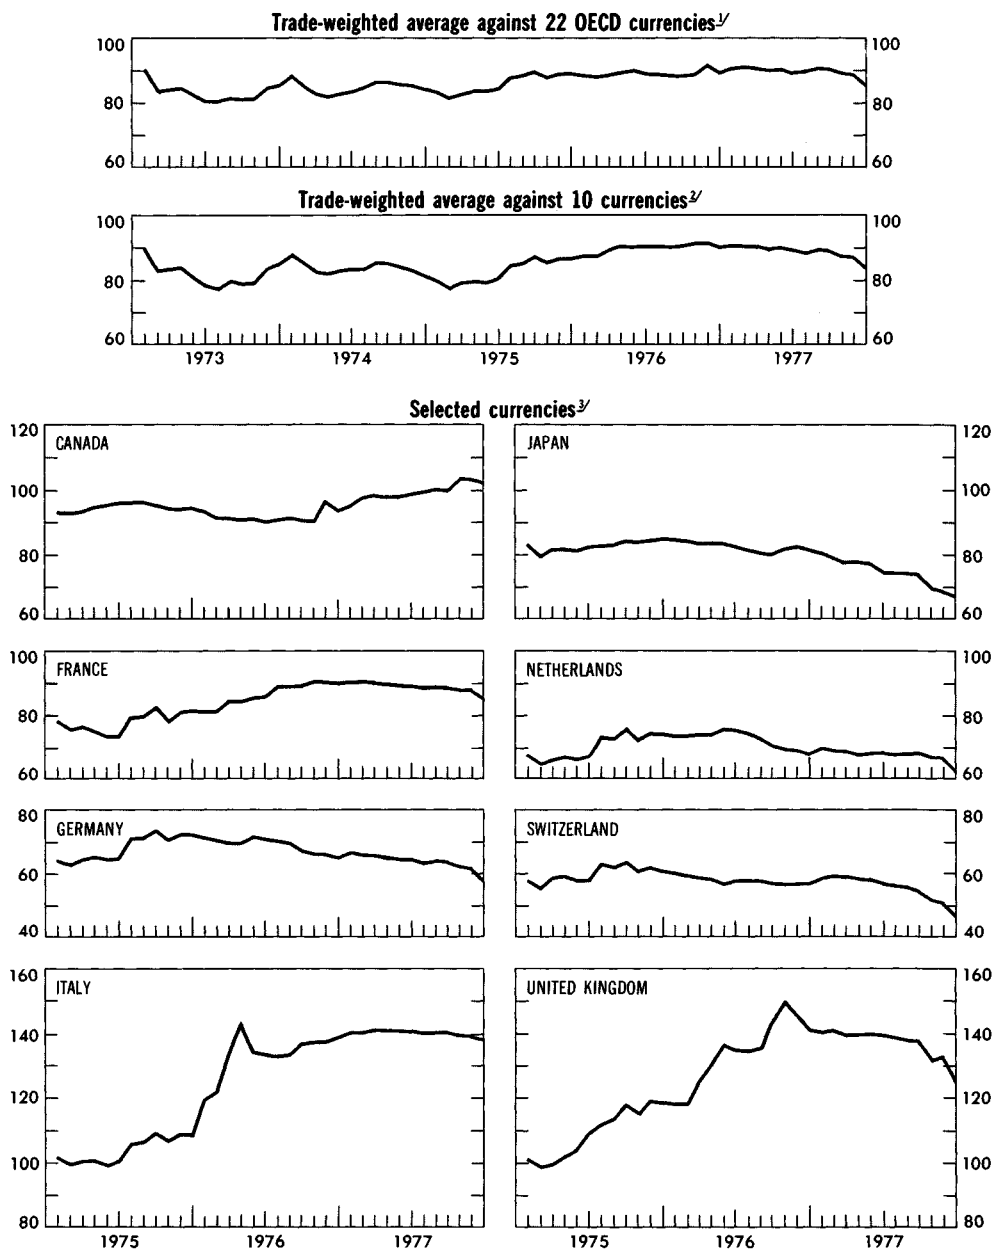 Trade-weighted average against 22 OECD currencies1/
100 100
80 80
60 60
Trade-weighted average against 10 currencies2/
100 100
80 80
60 60
1973 1974 1975 1976 1977
Selected currencies3/
120 CANADA JAPAN 120
100 100
80 80
60 60
100 FRANCE NETHERLANDS 100
80 80
60 60
80 GERMANY SWITZERLAND 80
60 60
40 40
160 ITALY UNITED KINGDOM 160
140 140
120 120
100 100
80 80
1975 1976 1977 1975 1976 1977